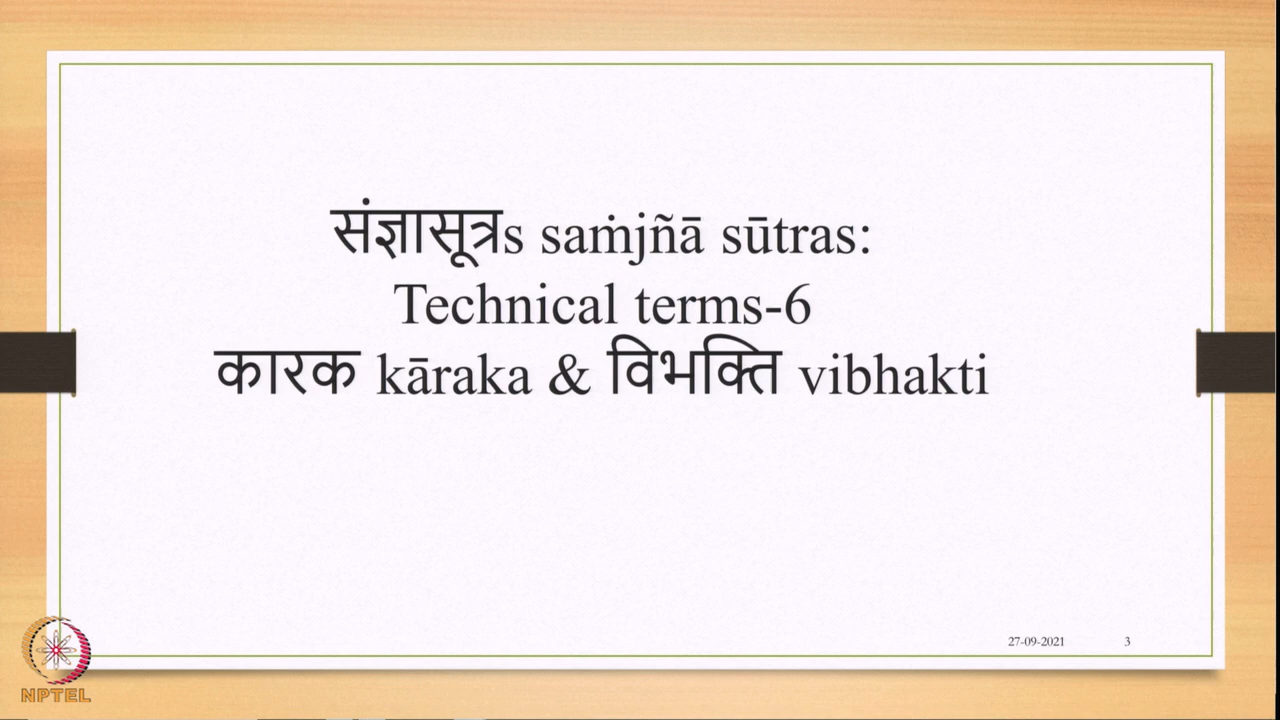 संज्ञासूत्रs saṁjñā sūtras:
Technical terms-6
कारक kāraka & विभक्ति vibhakti
27-09-2021 3
NPTEL